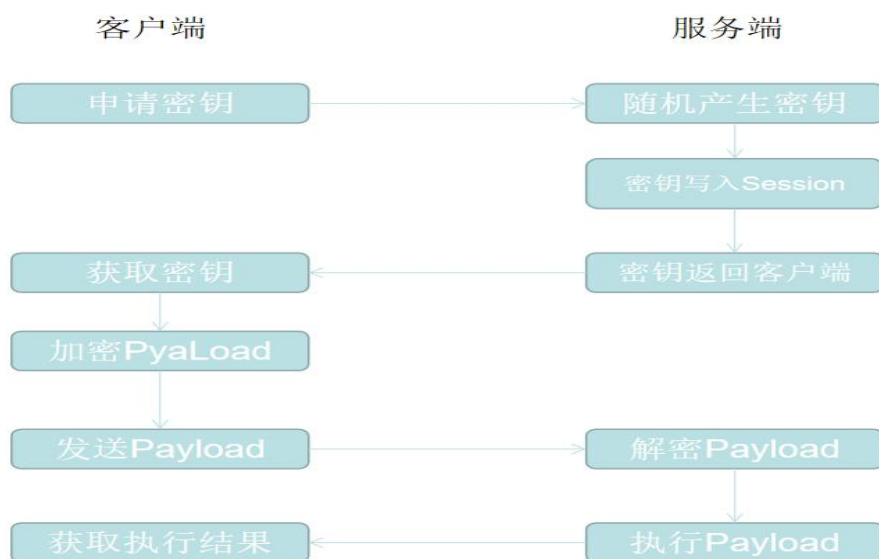 客户端
服务端
申请密钥
随机产生密钥
密钥写入Session
获取密钥
密钥返回客户端
加密PyaLoad
发送Payload
解密Payload
获取执行结果
执行Payload